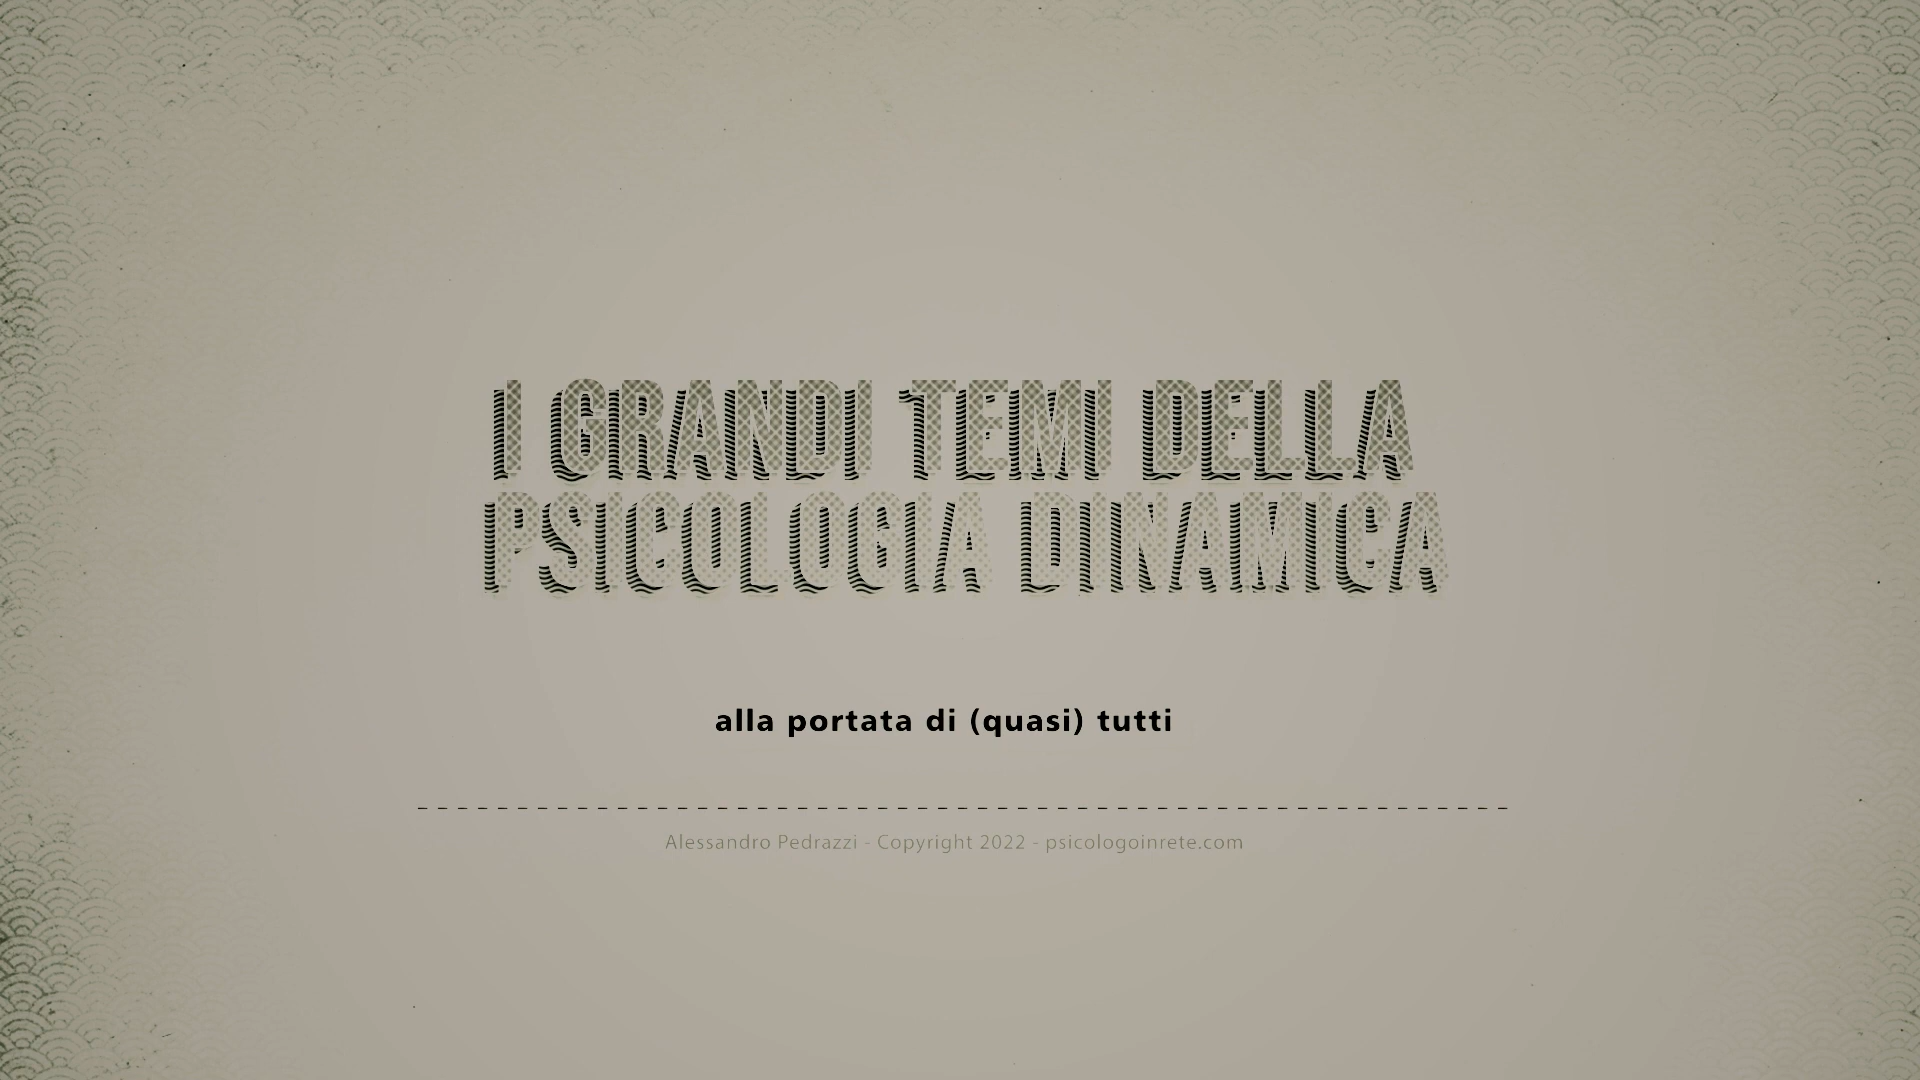 I GRANDI TEMI DELLA
PSICOLOGIA DINAMICA
alla portata di (quasi) tutti
Alessandro Pedrazzi - Copyright 2022 - psicologoinrete.com